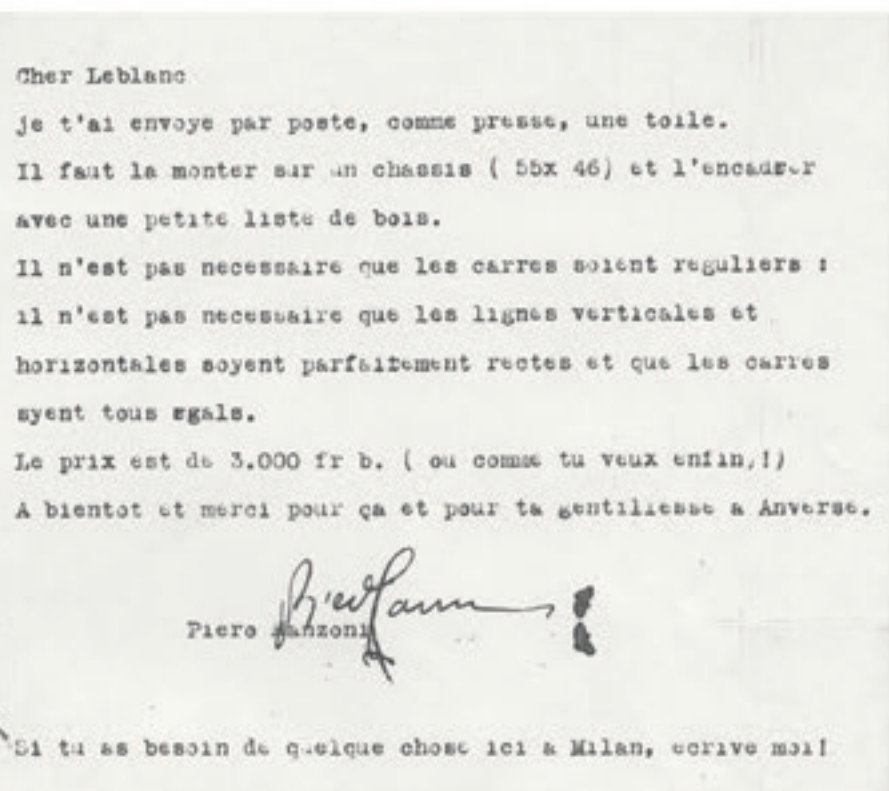 Cher Leblanc
je t'ai envoye par poste, comme presse, une toile.
Il faut la monter sur un chassis ( 55x 46) et l'encadrer
avec une petite liste de bois.
Il n'est pas necessaire que les carres soient reguliers :
il n'est pas necessaire que les lignes verticales et
horizontales soyent parfaitement rectes et que les carres
syent tous egals.
Le prix est de 3.000 fr b. ( ou comme tu veux enfin,!)
A bientot et merci pour ça et pour ta gentiliesse a Anverse.
Piero Manzoni
Si tu as besoin de quelque chose ici a Milan, ecrive moi!